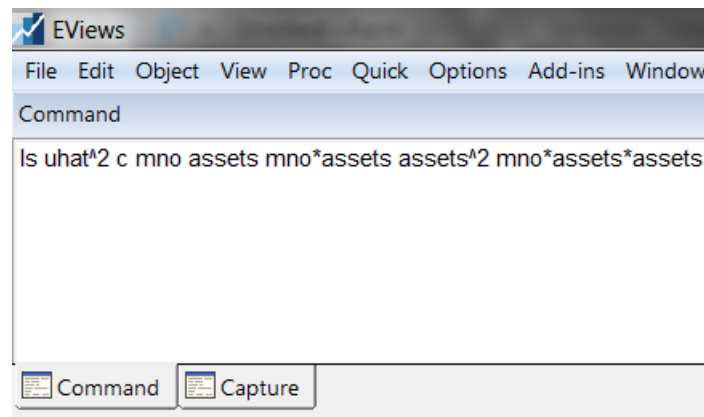 EViews
File Edit Object View Proc Quick Options Add-ins Window
Command
ls uhat^2 c mno assets mno*assets assets^2 mno*assets*assets
Command Capture